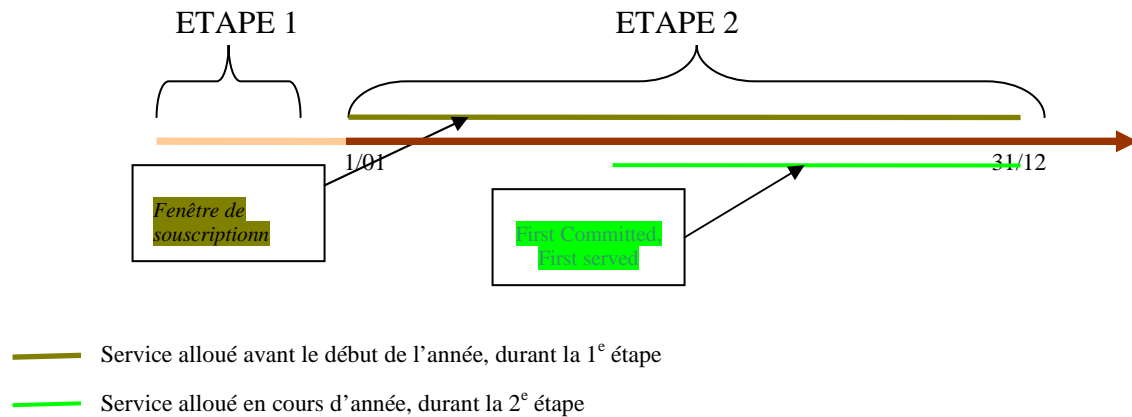 ETAPE 1
ETAPE 2
1/01
31/12
Fenêtre de
souscriptionn
First Committed,
First served
Service alloué avant le début de l'année, durant la 1e étape
Service alloué en cours d'année, durant la 2e étape